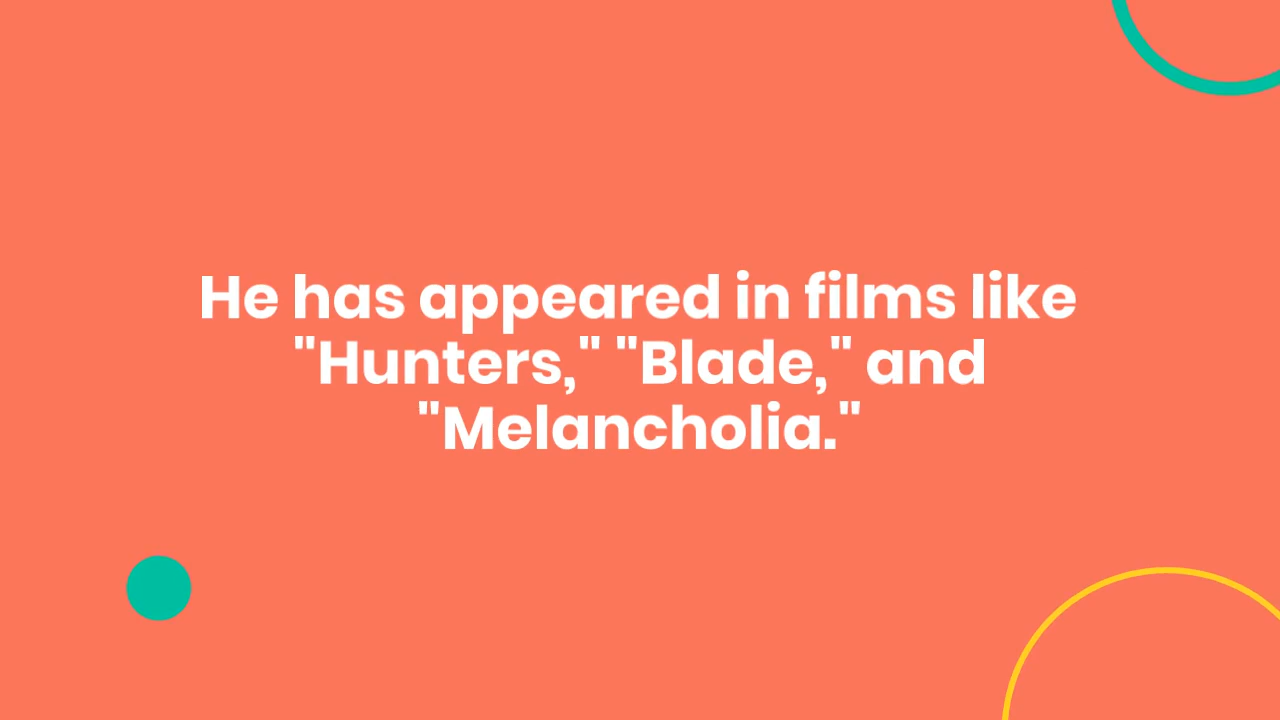 He has appeared in films like
"Hunters," "Blade," and
"Melancholia."